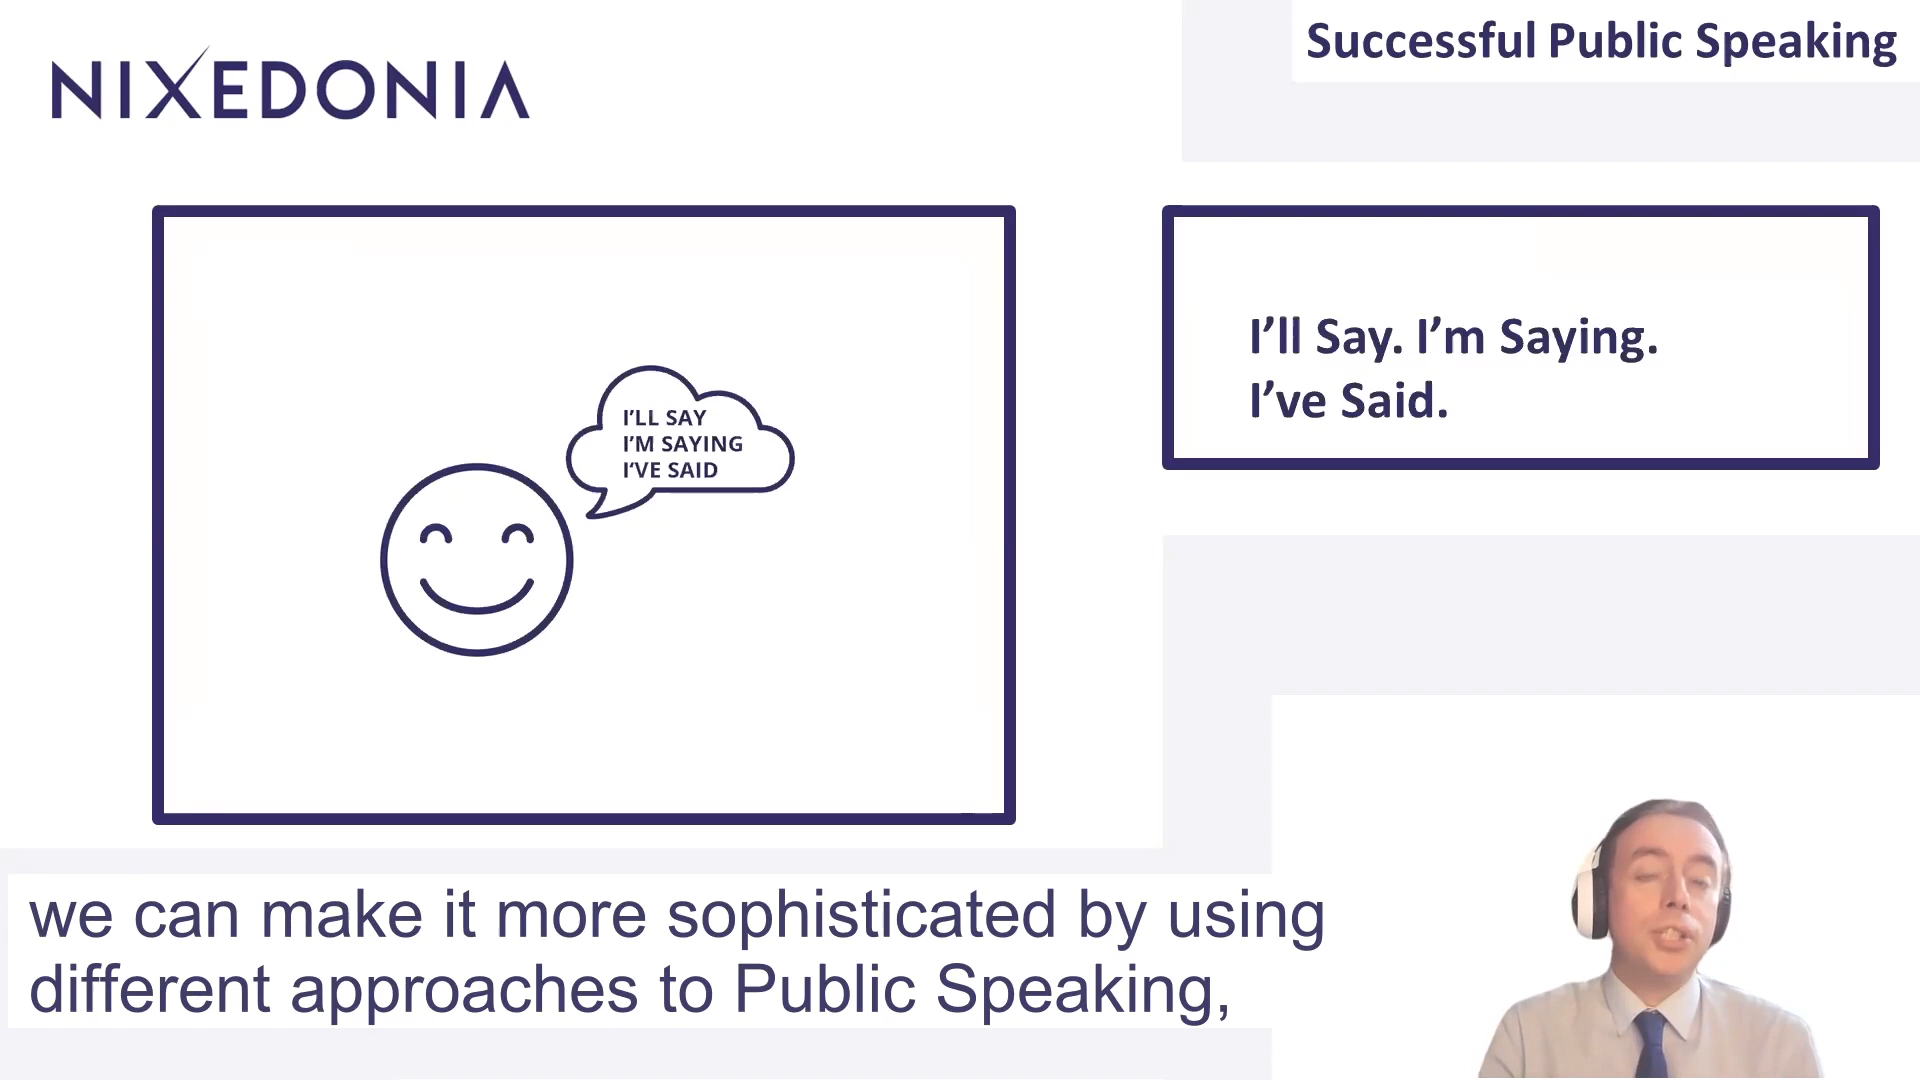 NIXEDONIA
Successful Public Speaking
I'LL SAY
I'M SAYING
I'VE SAID
I’ll Say. I’m Saying.
I’ve Said.
we can make it more sophisticated by using
different approaches to Public Speaking,